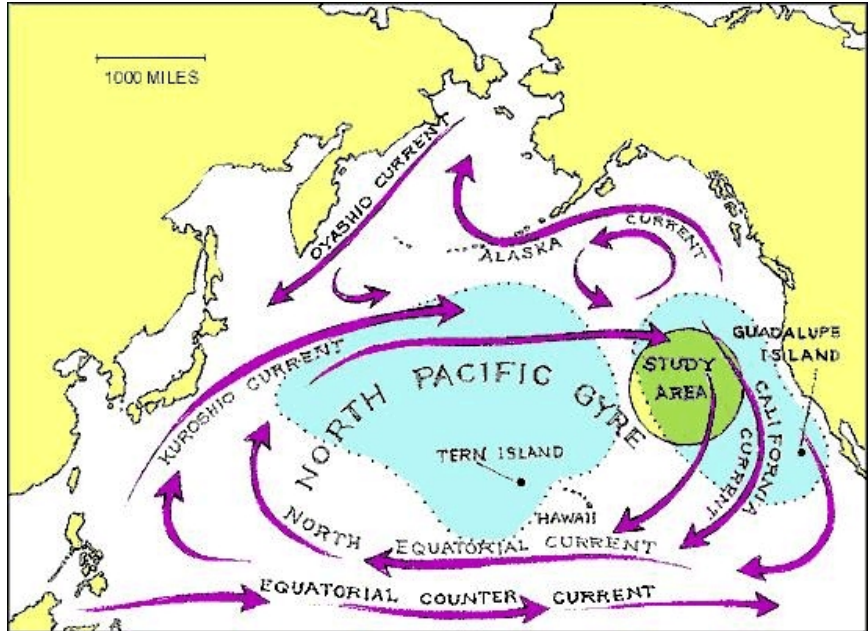 1000 MILES
OYASHIO CURRENT
ALASKA CURRENT
GUADALUPE
ISLAND
STUDY
AREA
KUROSHIO CURRENT
NORTH PACIFIC GYRE
CALIFORNIA
CURRENT
TERN ISLAND
HAWAII
NORTH EQUATORIAL CURRENT
EQUATORIAL COUNTER CURRENT